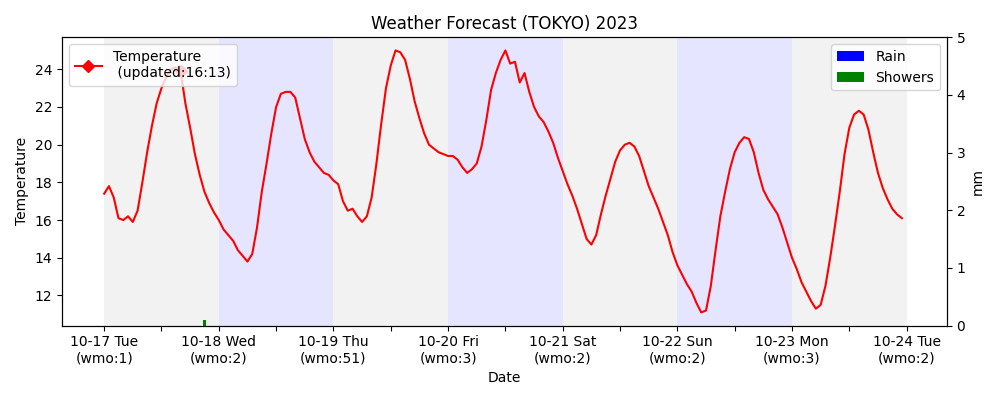 Weather Forecast (TOKYO) 2023
Temperature
(updated:16:13)
Rain
Showers
Temperature
24
22
20
18
16
14
12
5
4
3
2
1
0
mm
10-17 Tue
(wmo:1)
10-18 Wed
(wmo:2)
10-19 Thu
(wmo:51)
10-20 Fri
(wmo:3)
10-21 Sat
(wmo:2)
10-22 Sun
(wmo:2)
10-23 Mon
(wmo:3)
10-24 Tue
(wmo:2)
Date